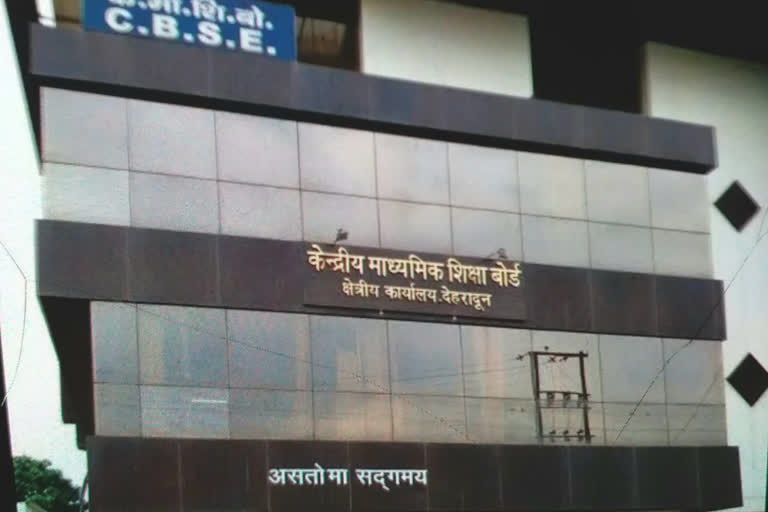 के.मा.शि.बो.
C.B.S.E.
केन्द्रीय माध्यमिक शिक्षा बोर्ड
क्षेत्रीय कार्यालय देहरादून
असतोमा सद्गमय